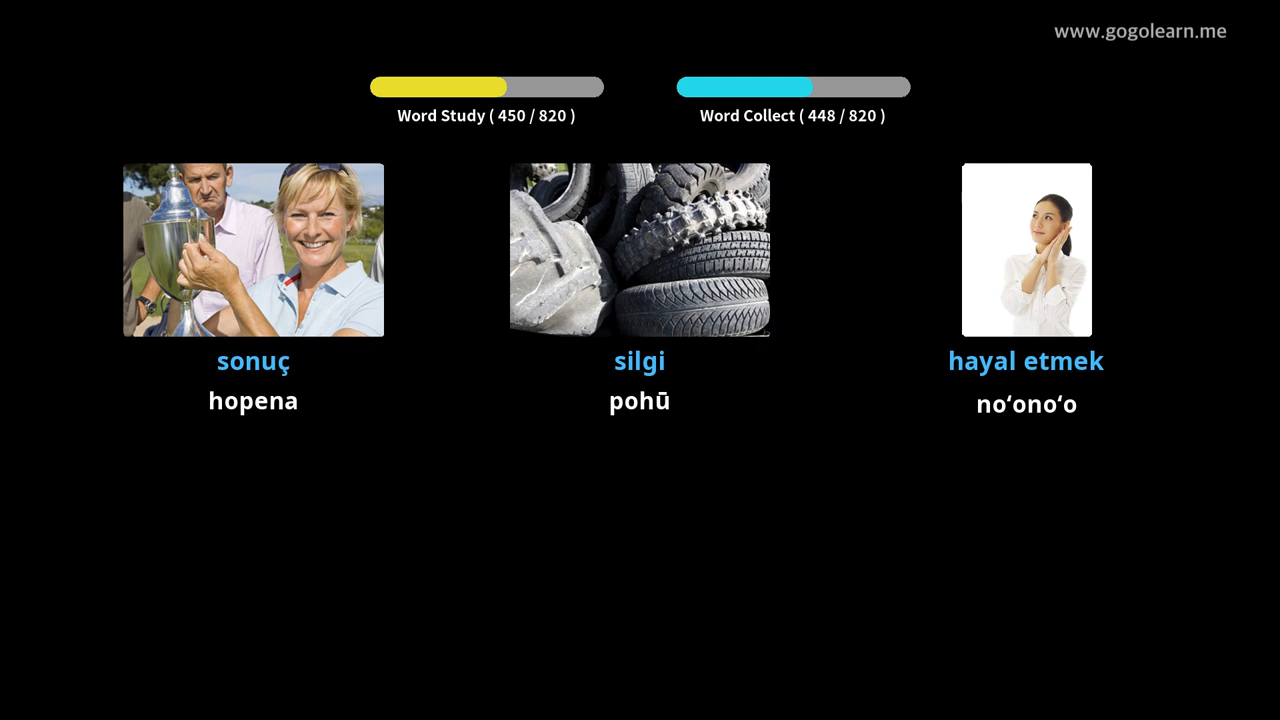 www.gogolearn.me
Word Study ( 450 / 820 )
Word Collect ( 448 / 820 )
sonuç
hopena
silgi
pohū
hayal etmek
noʻonoʻo